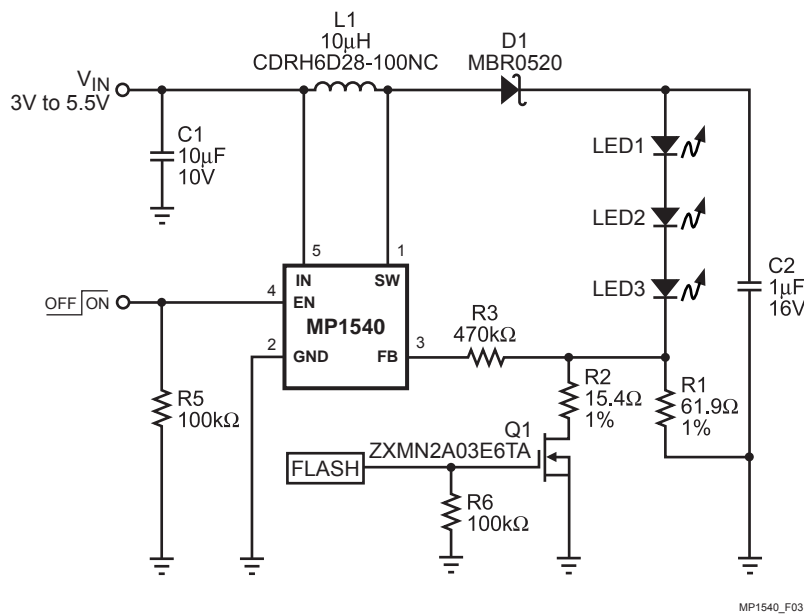 L1
10µH
CDRH6D28-100NC
D1
MBR0520
VIN
3V to 5.5V
C1
10µF
10V
LED1
LED2
LED3
C2
1µF
16V
5
1
IN
SW
4
EN
OFF ON
MP1540
2
GND
FB
3
R3
470kΩ
R2
15.4Ω
1%
R1
61.9Ω
1%
R5
100kΩ
Q1
ZXMN2A03E6TA
FLASH
R6
100kΩ
MP1540_F03